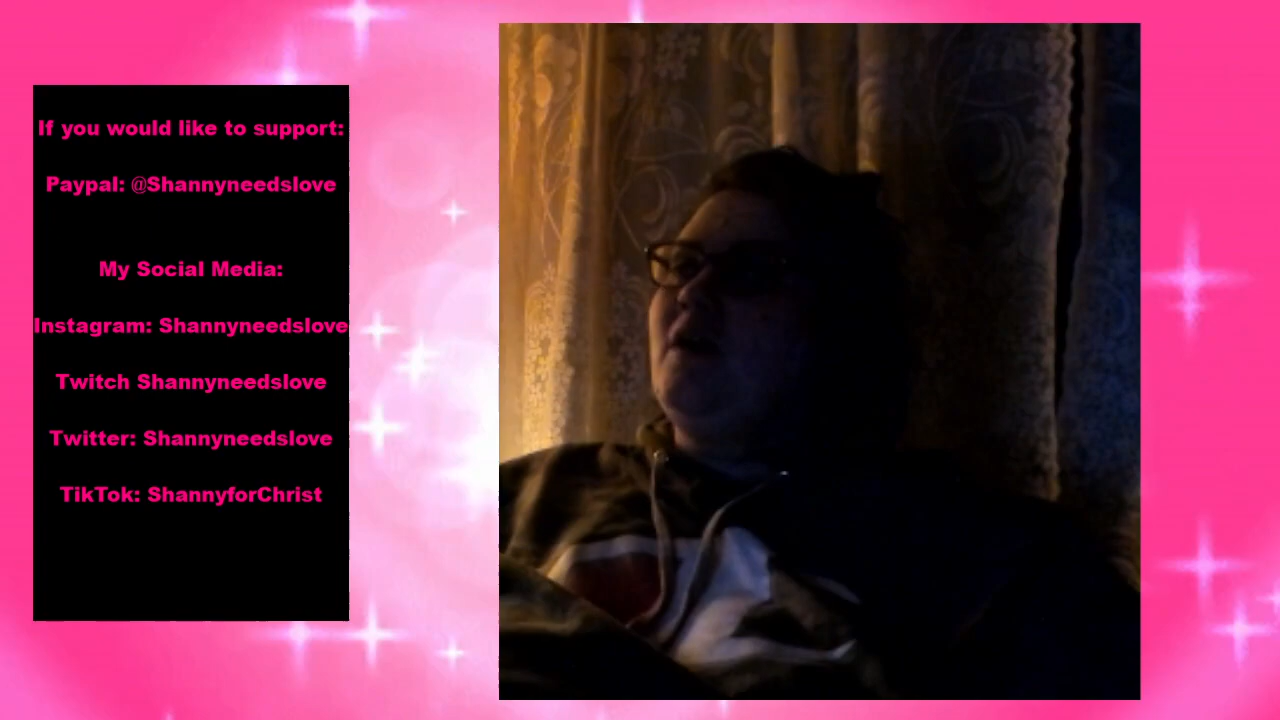 If you would like to support:
Paypal: @Shannyneedslove
My Social Media:
Instagram: Shannyneedslove
Twitch Shannyneedslove
Twitter: Shannyneedslove
TikTok: ShannyforChrist